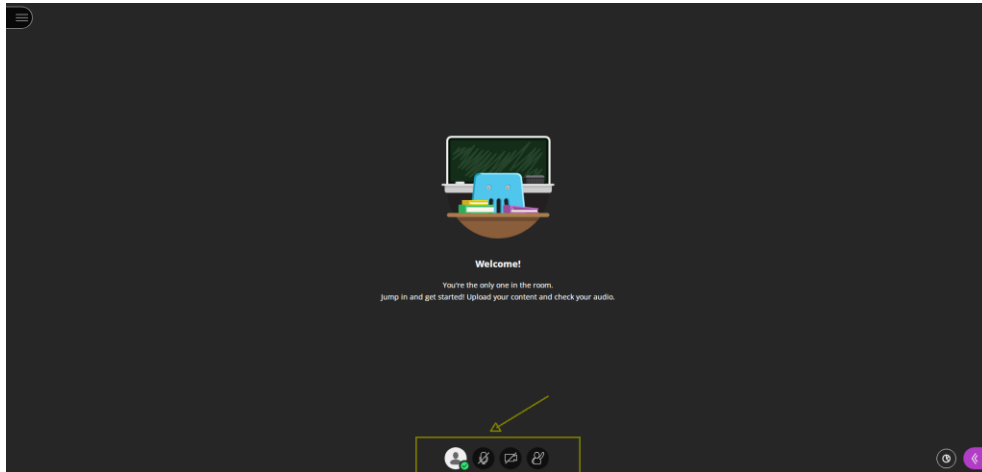 Welcome!
You're the only one in the room.
Jump in and get started! Upload your content and check your audio.